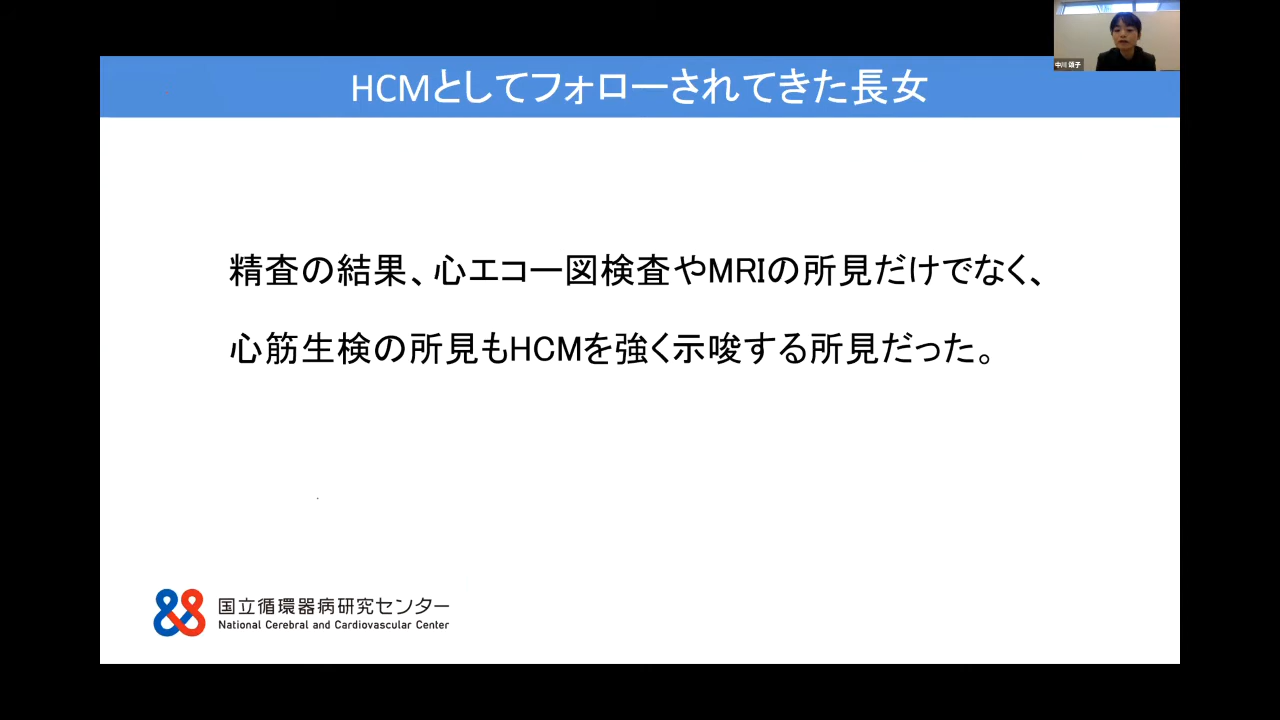 HCMとしてフォローされてきた長女
中川 頌子
精査の結果、心エコー図検査やMRIの所見だけでなく、
心筋生検の所見もHCMを強く示唆する所見だった。
国立循環器病研究センター
National Cerebral and Cardiovascular Center